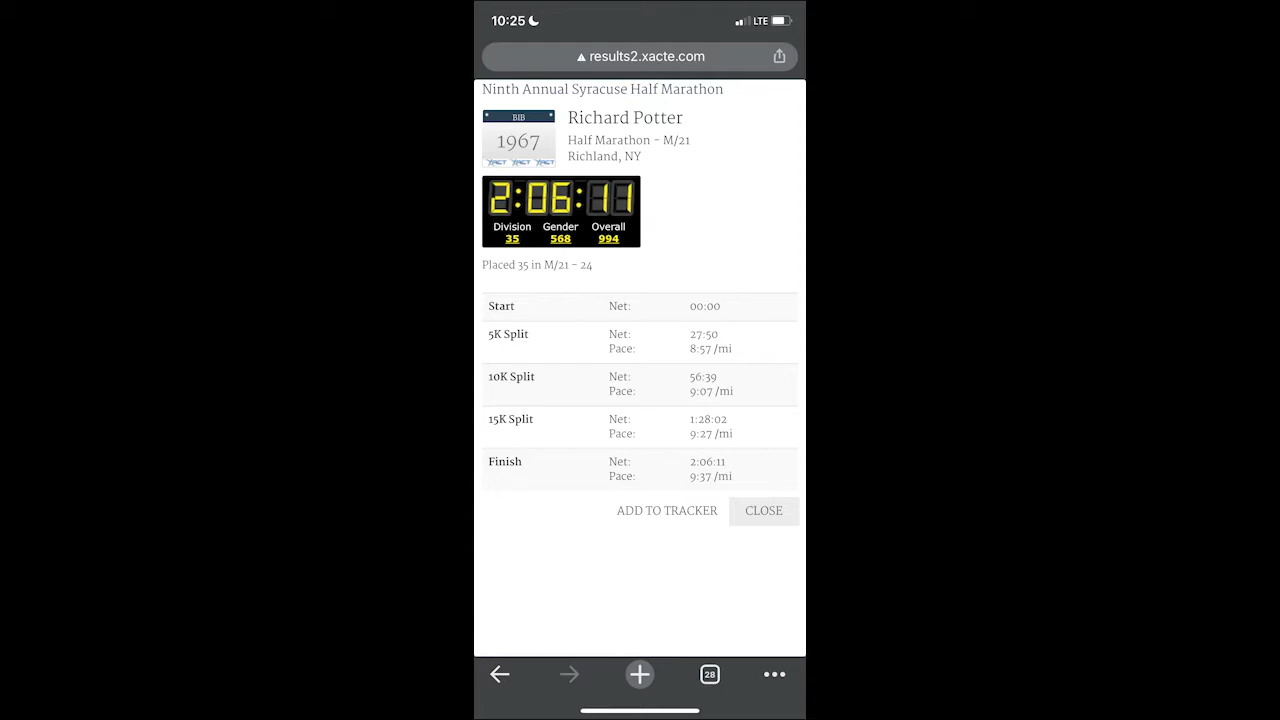 10:25
LTE
results2.xacte.com
Ninth Annual Syracuse Half Marathon
BIB
1967
XACT XACT XACT
Richard Potter
Half Marathon - M/21
Richland, NY
2:06:11
Division Gender Overall
35 568 994
Placed 35 in M/21 - 24
Start Net: 00:00
5K Split Net: 27:50
Pace: 8:57 /mi
10K Split Net: 56:39
Pace: 9:07 /mi
15K Split Net: 1:28:02
Pace: 9:27 /mi
Finish Net: 2:06:11
Pace: 9:37 /mi
ADD TO TRACKER CLOSE
28